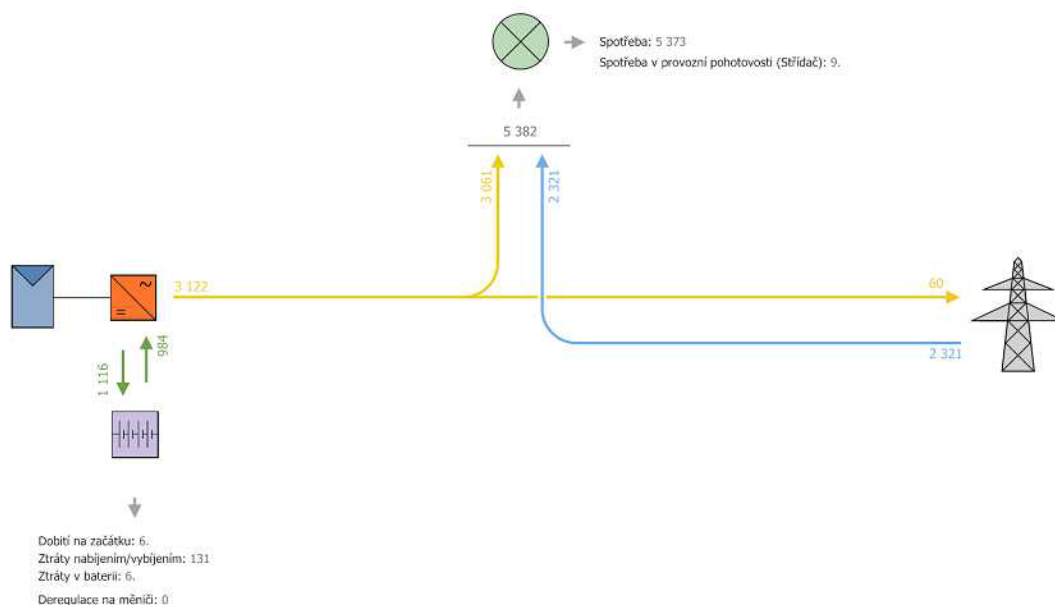 Spotřeba: 5 373
Spotřeba v provozní pohotovosti (Střídač): 9.
5 382
3 061
2 321
3 122
60
2 321
1 116
984
Dobití na začátku: 6.
Ztráty nabíjením/vybíjením: 131
Ztráty v baterii: 6.
Deregulace na měniči: 0